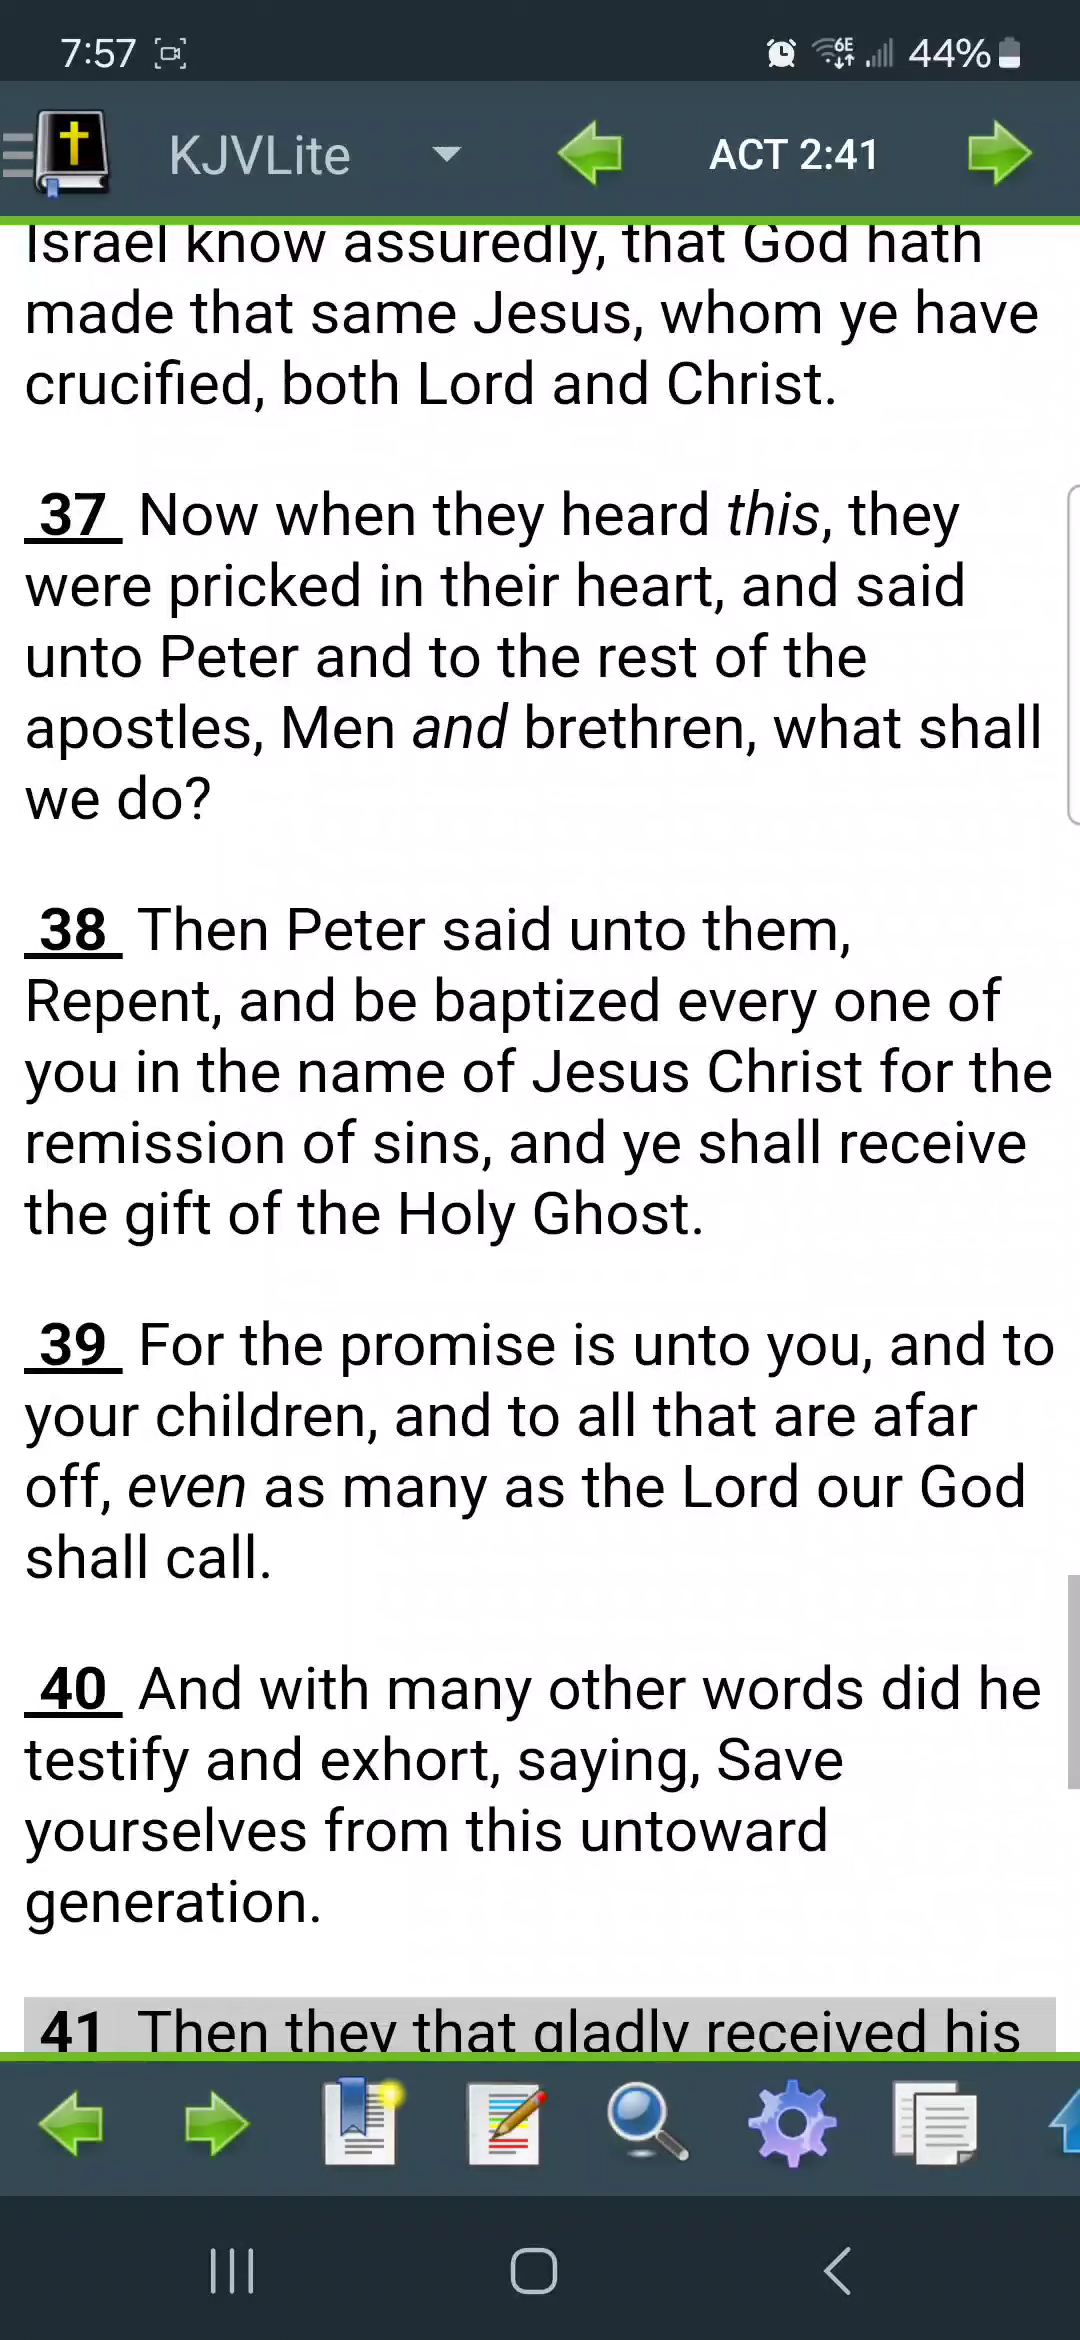 7:57 6E 44%
KJVLite ACT 2:41
Israel know assuredly, that God hath
made that same Jesus, whom ye have
crucified, both Lord and Christ.
37 Now when they heard this, they
were pricked in their heart, and said
unto Peter and to the rest of the
apostles, Men and brethren, what shall
we do?
38 Then Peter said unto them,
Repent, and be baptized every one of
you in the name of Jesus Christ for the
remission of sins, and ye shall receive
the gift of the Holy Ghost.
39 For the promise is unto you, and to
your children, and to all that are afar
off, even as many as the Lord our God
shall call.
40 And with many other words did he
testify and exhort, saying, Save
yourselves from this untoward
generation.
41 Then they that gladly received his